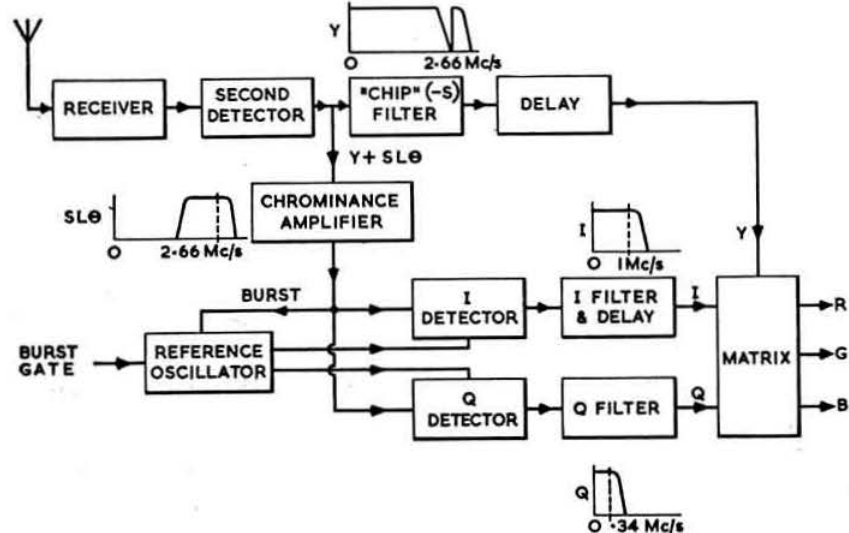 Y
O
2·66 Mc/s
RECEIVER
SECOND
DETECTOR
"CHIP" (-S)
FILTER
DELAY
Y + SLΘ
SLΘ
O
2·66 Mc/s
CHROMINANCE
AMPLIFIER
I
O
1Mc/s
Y
BURST
I
DETECTOR
I FILTER
& DELAY
I
R
BURST
GATE
REFERENCE
OSCILLATOR
MATRIX
G
Q
DETECTOR
Q FILTER
Q
B
Q
O
·34 Mc/s